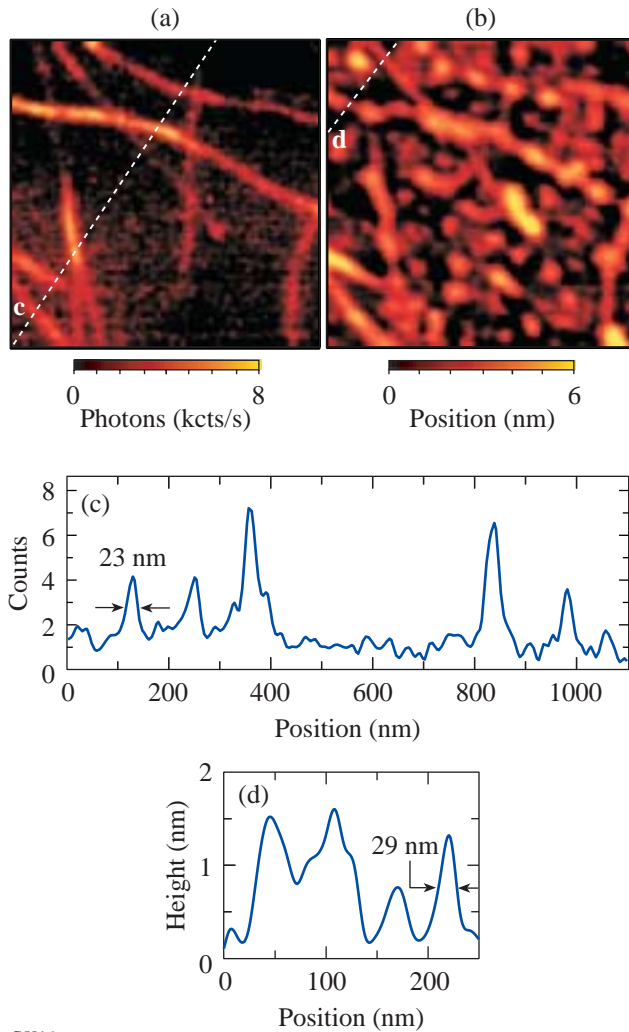 (a) (b)
c
d
0 8
Photons (kcts/s)
0 6
Position (nm)
(c)
23 nm
8
6
4
2
0
Counts
0 200 400 600 800 1000
Position (nm)
(d)
29 nm
2
1
0
Height (nm)
0 100 200
Position (nm)